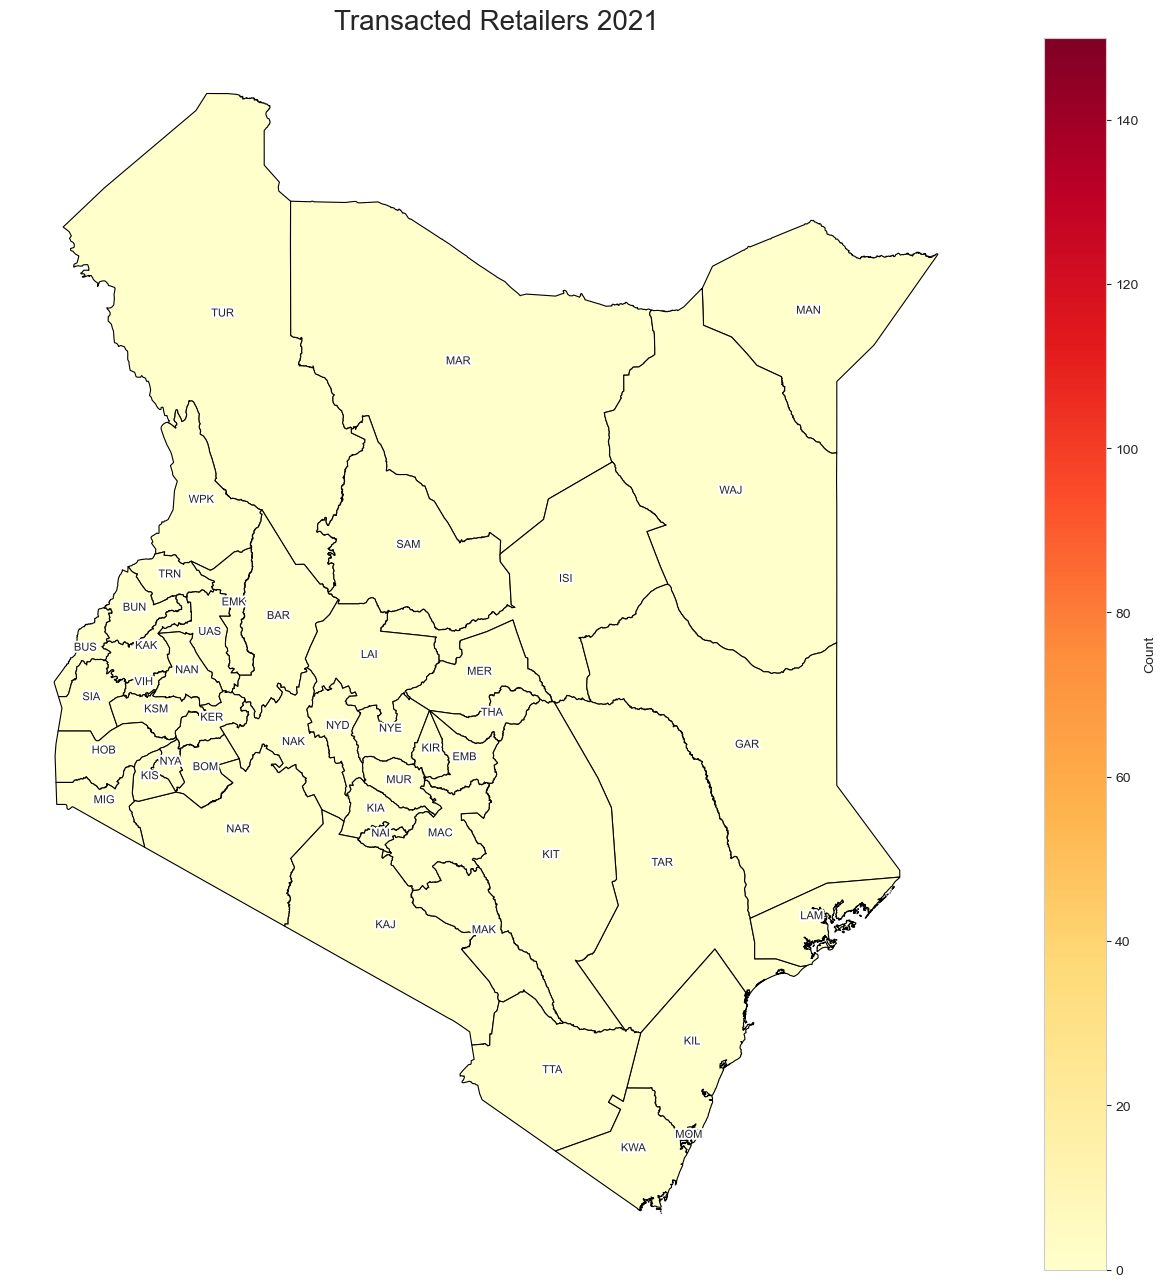 Transacted Retailers 2021
TUR
MAR
MAN
WAJ
WPK
SAM
ISI
TRN
EMK
BUN
BAR
UAS
KAK
BUS
LAI
NAN
MER
VIH
SIA
KSM
THA
KER
NYD
NYE
NAK
GAR
KIR
HOB
EMB
NYA
BOM
KIS
MUR
MIG
KIA
NAR
NAI
MAC
KIT
TAR
LAM
KAJ
MAK
KIL
TTA
MOM
KWA
140
120
100
80
60
40
20
0
Count